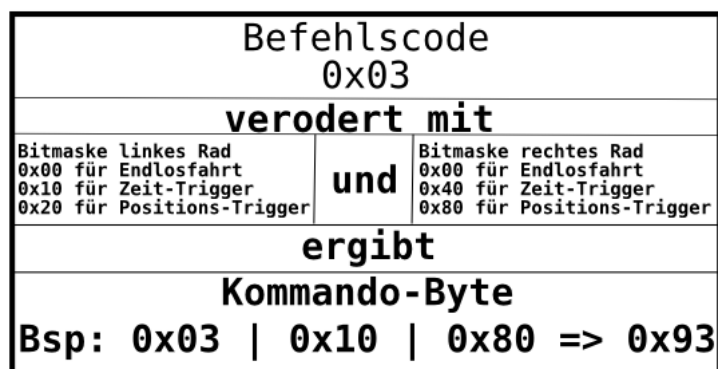 Befehlscode
0x03
verodert mit
Bitmaske linkes Rad
0x00 für Endlosfahrt
0x10 für Zeit-Trigger
0x20 für Positions-Trigger
und
Bitmaske rechtes Rad
0x00 für Endlosfahrt
0x40 für Zeit-Trigger
0x80 für Positions-Trigger
ergibt
Kommando-Byte
Bsp: 0x03 | 0x10 | 0x80 => 0x93